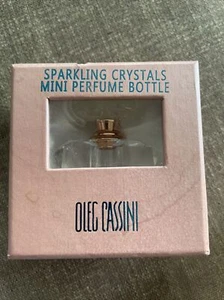 SPARKLING CRYSTALS
MINI PERFUME BOTTLE
OLEG CASSINI